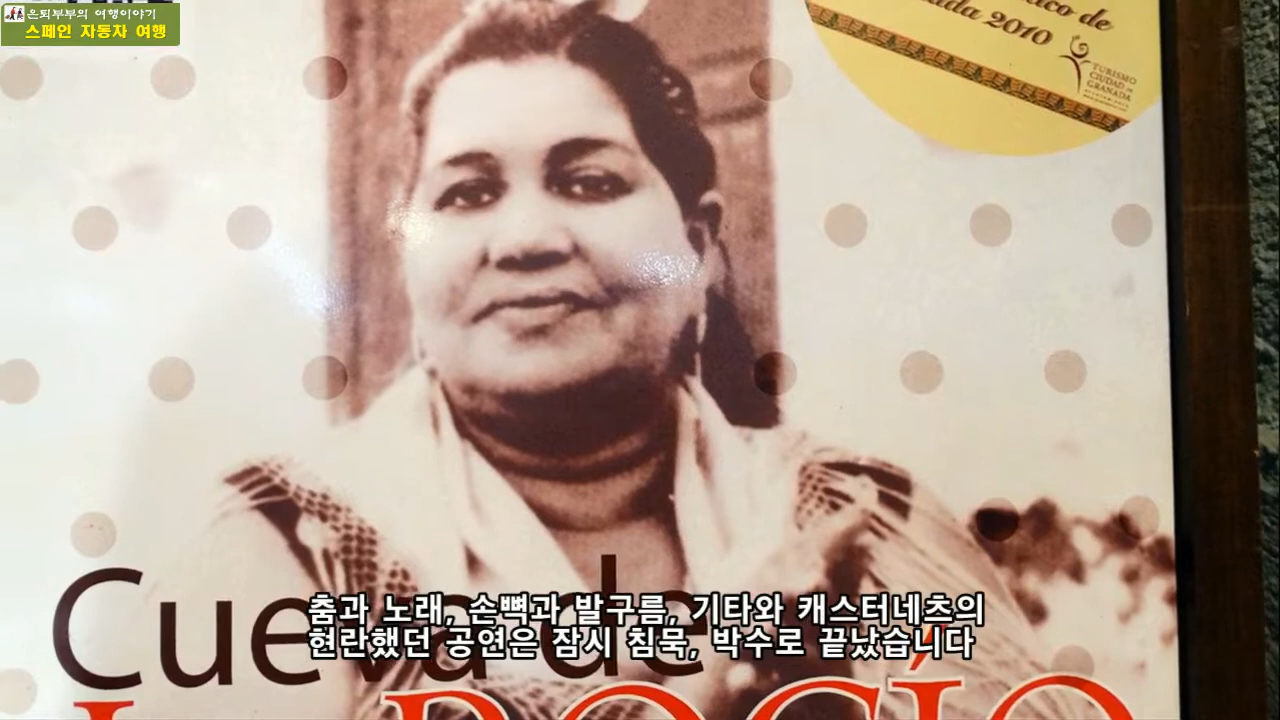 은퇴부부의 여행이야기
스페인 자동차 여행
de
2010
TURISMO
CIUDAD DE
GRANADA
Cueva de
춤과 노래, 손뼉과 발구름, 기타와 캐스터네츠의
현란했던 공연은 잠시 침묵, 박수로 끝났습니다
La ROCÍO